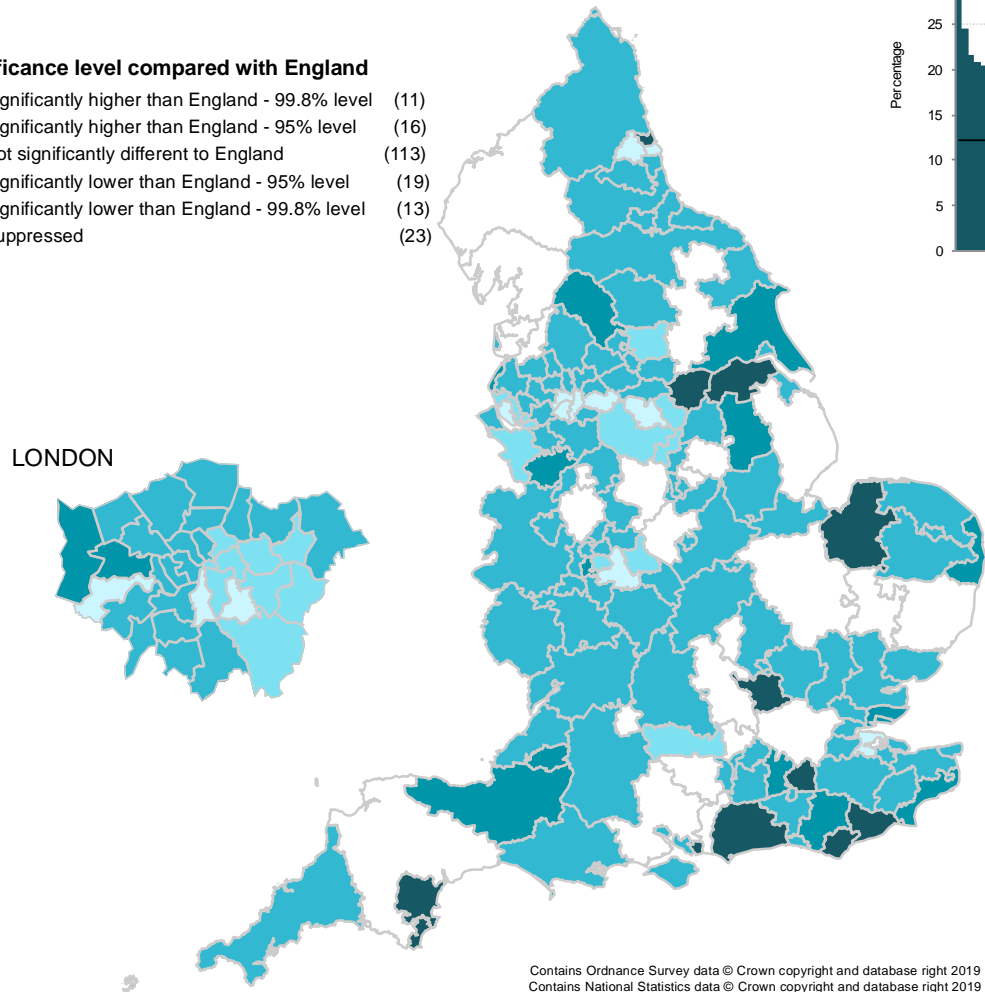 ficance level compared with England
gnificantly higher than England - 99.8% level (11)
gnificantly higher than England - 95% level (16)
ot significantly different to England (113)
gnificantly lower than England - 95% level (19)
gnificantly lower than England - 99.8% level (13)
uppressed (23)
Percentage
25
20
15
10
5
0
LONDON
Contains Ordnance Survey data © Crown copyright and database right 2019
Contains National Statistics data © Crown copyright and database right 2019